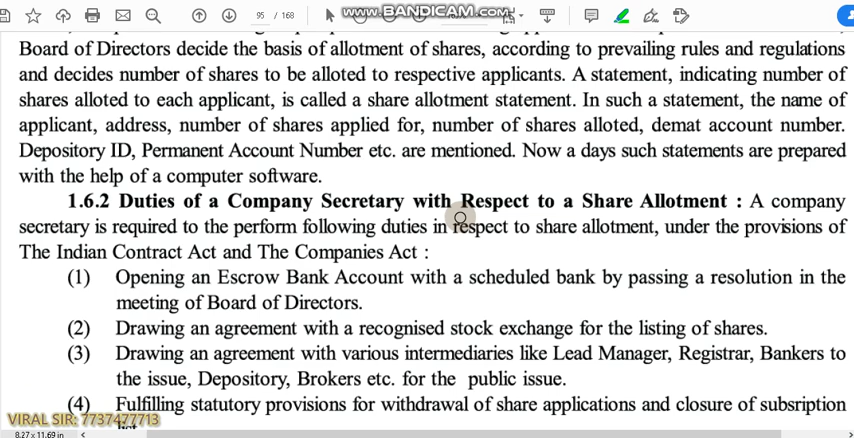 95 / 168
www.BANDICAM.com
Board of Directors decide the basis of allotment of shares, according to prevailing rules and regulations
and decides number of shares to be alloted to respective applicants. A statement, indicating number of
shares alloted to each applicant, is called a share allotment statement. In such a statement, the name of
applicant, address, number of shares applied for, number of shares alloted, demat account number.
Depository ID, Permanent Account Number etc. are mentioned. Now a days such statements are prepared
with the help of a computer software.
1.6.2 Duties of a Company Secretary with Respect to a Share Allotment : A company
secretary is required to the perform following duties in respect to share allotment, under the provisions of
The Indian Contract Act and The Companies Act :
(1) Opening an Escrow Bank Account with a scheduled bank by passing a resolution in the
meeting of Board of Directors.
(2) Drawing an agreement with a recognised stock exchange for the listing of shares.
(3) Drawing an agreement with various intermediaries like Lead Manager, Registrar, Bankers to
the issue, Depository, Brokers etc. for the public issue.
(4) Fulfilling statutory provisions for withdrawal of share applications and closure of subsription
VIRAL SIR: 7737477713
8.27 x 11.69 in